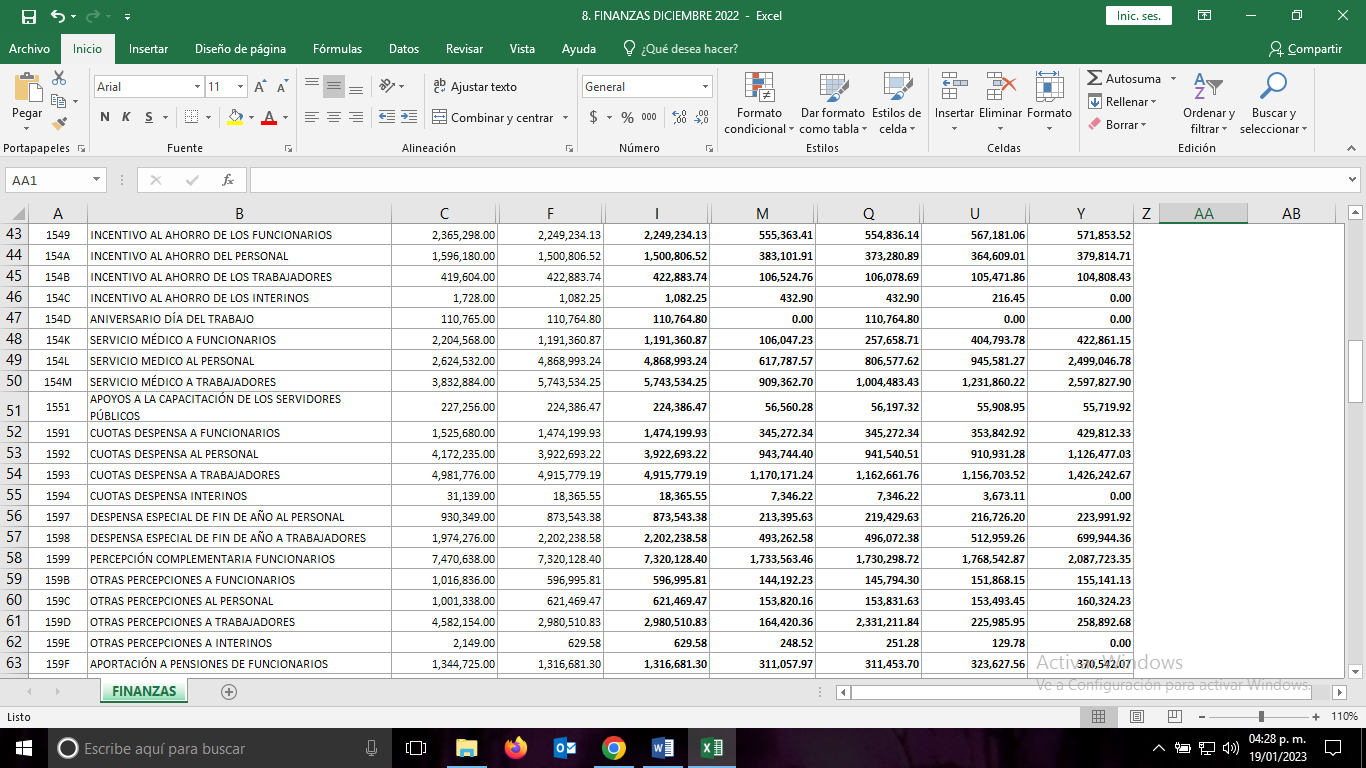 8. FINANZAS DICIEMBRE 2022 - Excel
Inic. ses.
Archivo Inicio Insertar Diseño de página Fórmulas Datos Revisar Vista Ayuda ¿Qué desea hacer? Compartir
Pegar
Arial 11 A A
N K S A
ab Ajustar texto
Combinar y centrar
General
$ % 000
Formato condicional
Dar formato como tabla
Estilos de celda
Insertar Eliminar Formato
Autosuma
Rellenar
Borrar
Ordenar y filtrar
Buscar y seleccionar
Portapapeles Fuente Alineación Número Estilos Celdas Edición
AA1 fx
A B C F I M Q U Y Z AA AB
43 1549 INCENTIVO AL AHORRO DE LOS FUNCIONARIOS 2,365,298.00 2,249,234.13 2,249,234.13 555,363.41 554,836.14 567,181.06 571,853.52
44 154A INCENTIVO AL AHORRO DEL PERSONAL 1,596,180.00 1,500,806.52 1,500,806.52 383,101.91 373,280.89 364,609.01 379,814.71
45 154B INCENTIVO AL AHORRO DE LOS TRABAJADORES 419,604.00 422,883.74 422,883.74 106,524.76 106,078.69 105,471.86 104,808.43
46 154C INCENTIVO AL AHORRO DE LOS INTERINOS 1,728.00 1,082.25 1,082.25 432.90 432.90 216.45 0.00
47 154D ANIVERSARIO DÍA DEL TRABAJO 110,765.00 110,764.80 110,764.80 0.00 110,764.80 0.00 0.00
48 154K SERVICIO MÉDICO A FUNCIONARIOS 2,204,568.00 1,191,360.87 1,191,360.87 106,047.23 257,658.71 404,793.78 422,861.15
49 154L SERVICIO MEDICO AL PERSONAL 2,624,532.00 4,868,993.24 4,868,993.24 617,787.57 806,577.62 945,581.27 2,499,046.78
50 154M SERVICIO MÉDICO A TRABAJADORES 3,832,884.00 5,743,534.25 5,743,534.25 909,362.70 1,004,483.43 1,231,860.22 2,597,827.90
51 1551 APOYOS A LA CAPACITACIÓN DE LOS SERVIDORES PÚBLICOS 227,256.00 224,386.47 224,386.47 56,560.28 56,197.32 55,908.95 55,719.92
52 1591 CUOTAS DESPENSA A FUNCIONARIOS 1,525,680.00 1,474,199.93 1,474,199.93 345,272.34 345,272.34 353,842.92 429,812.33
53 1592 CUOTAS DESPENSA AL PERSONAL 4,172,235.00 3,922,693.22 3,922,693.22 943,744.40 941,540.51 910,931.28 1,126,477.03
54 1593 CUOTAS DESPENSA A TRABAJADORES 4,981,776.00 4,915,779.19 4,915,779.19 1,170,171.24 1,162,661.76 1,156,703.52 1,426,242.67
55 1594 CUOTAS DESPENSA INTERINOS 31,139.00 18,365.55 18,365.55 7,346.22 7,346.22 3,673.11 0.00
56 1597 DESPENSA ESPECIAL DE FIN DE AÑO AL PERSONAL 930,349.00 873,543.38 873,543.38 213,395.63 219,429.63 216,726.20 223,991.92
57 1598 DESPENSA ESPECIAL DE FIN DE AÑO A TRABAJADORES 1,974,276.00 2,202,238.58 2,202,238.58 493,262.58 496,072.38 512,959.26 699,944.36
58 1599 PERCEPCIÓN COMPLEMENTARIA FUNCIONARIOS 7,470,638.00 7,320,128.40 7,320,128.40 1,733,563.46 1,730,298.72 1,768,542.87 2,087,723.35
59 159B OTRAS PERCEPCIONES A FUNCIONARIOS 1,016,836.00 596,995.81 596,995.81 144,192.23 145,794.30 151,868.15 155,141.13
60 159C OTRAS PERCEPCIONES AL PERSONAL 1,001,338.00 621,469.47 621,469.47 153,820.16 153,831.63 153,493.45 160,324.23
61 159D OTRAS PERCEPCIONES A TRABAJADORES 4,582,154.00 2,980,510.83 2,980,510.83 164,420.36 2,331,211.84 225,985.95 258,892.68
62 159E OTRAS PERCEPCIONES A INTERINOS 2,149.00 629.58 629.58 248.52 251.28 129.78 0.00
63 159F APORTACIÓN A PENSIONES DE FUNCIONARIOS 1,344,725.00 1,316,681.30 1,316,681.30 311,057.97 311,453.70 323,627.56 370,542.07
Activar Windows
Ve a Configuración para activar Windows.
FINANZAS
Listo 110%
Escribe aquí para buscar
04:28 p. m.
19/01/2023